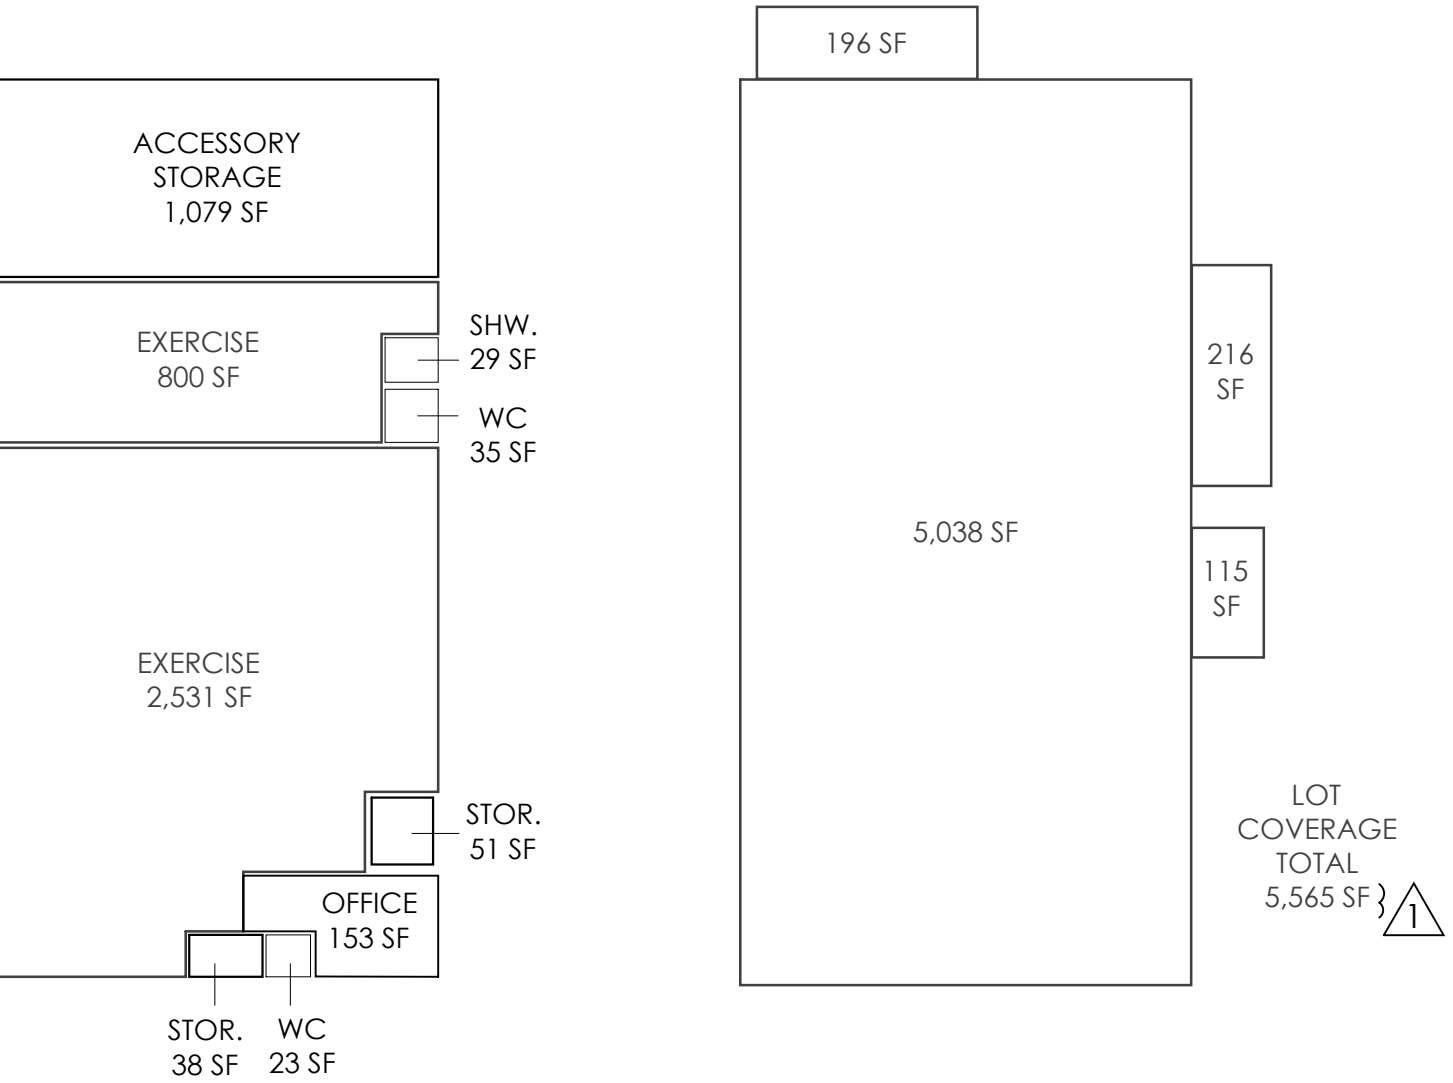 ACCESSORY
STORAGE
1,079 SF
EXERCISE
800 SF
SHW.
29 SF
WC
35 SF
EXERCISE
2,531 SF
STOR.
51 SF
OFFICE
153 SF
STOR.
38 SF
WC
23 SF
196 SF
216
SF
5,038 SF
115
SF
LOT
COVERAGE
TOTAL
5,565 SF
1